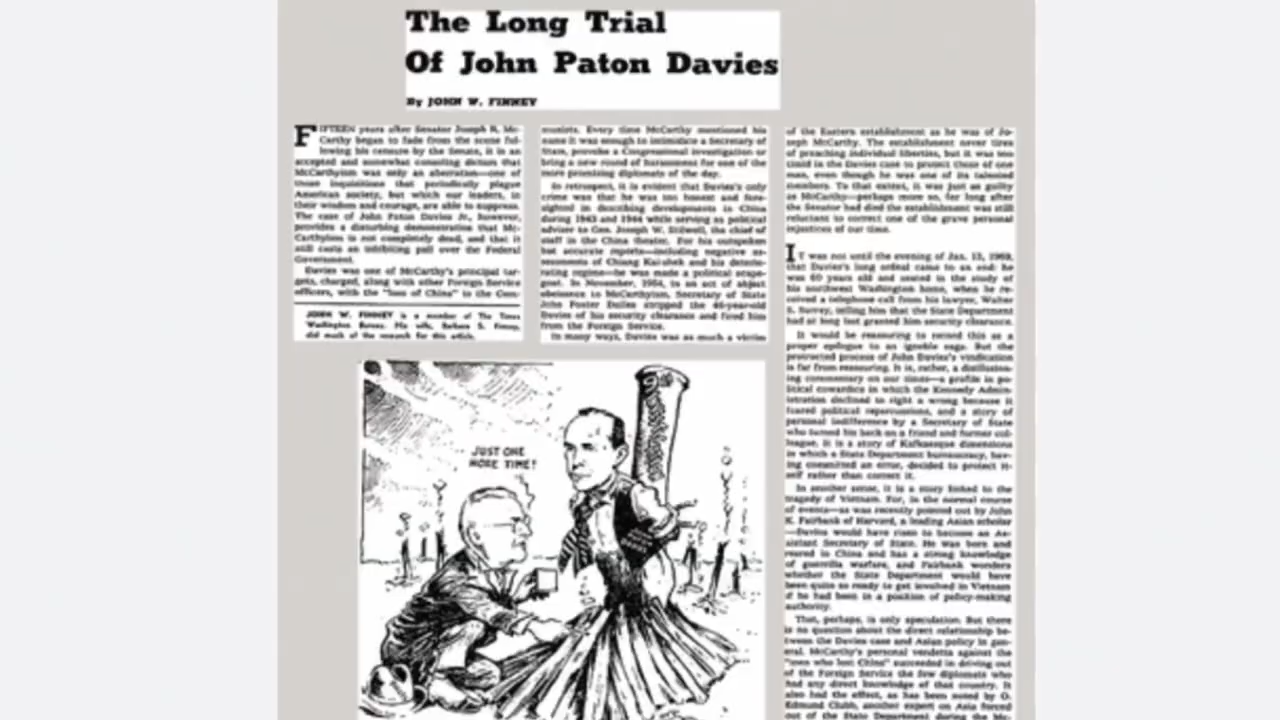 The Long Trial
Of John Paton Davies
By JOHN W. FINNEY
FIFTEEN years after Senator Joseph R. Mc-
Carthy began to fade from the scene fol-
lowing his censure by the Senate, it is an
accepted and somewhat consoling dictum that
McCarthyism was only an aberration—one of
those inquisitions that periodically plague
American society, but which our leaders, in
their wisdom and courage, are able to suppress.
The case of John Paton Davies Jr., however,
provides a disturbing demonstration that Mc-
Carthyism is not completely dead, and that it
still casts an inhibiting pall over the Federal
Government.
Davies was one of McCarthy's principal tar-
gets, charged, along with other Foreign Service
officers, with the "loss of China" to the Com-
JOHN W. FINNEY is a member of The Times
Washington Bureau. His wife, Barbara S. Finney,
did much of the research for this article.
munists. Every time McCarthy mentioned his
name it was enough to intimidate a Secretary of
State, provoke a Congressional investigation or
bring a new round of harassment for one of the
more promising diplomats of the day.
In retrospect, it is evident that Davies's only
crime was that he was too honest and fore-
sighted in describing developments in China
during 1943 and 1944 while serving as political
adviser to Gen. Joseph W. Stilwell, the chief of
staff in the China theater. For his outspoken
but accurate reports—including negative as-
sessments of Chiang Kai-shek and his deterio-
rating regime—he was made a political scape-
goat. In November, 1954, in an act of abject
obeisance to McCarthyism, Secretary of State
John Foster Dulles stripped the 46-year-old
Davies of his security clearance and fired him
from the Foreign Service.
In many ways, Davies was as much a victim
of the Eastern establishment as he was of Jo-
seph McCarthy. The establishment never tires
of preaching individual liberties, but it was too
timid in the Davies case to protect those of one
man, even though he was one of its talented
members. To that extent, it was just as guilty
as McCarthy—perhaps more so, for long after
the Senator had died the establishment was still
reluctant to correct one of the grave personal
injustices of our time.
IT was not until the evening of Jan. 13, 1969,
that Davies's long ordeal came to an end: he
was 60 years old and seated in the study of
his northwest Washington home, when he re-
ceived a telephone call from his lawyer, Walter
S. Surrey, telling him that the State Department
had at long last granted him security clearance.
It would be reassuring to record this as a
proper epilogue to an ignoble saga. But the
protracted process of John Davies's vindication
is far from reassuring. It is, rather, a disillusion-
ing commentary on our times—a profile in po-
litical cowardice in which the Kennedy Admin-
istration declined to right a wrong because it
feared political repercussions, and a story of
personal indifference by a Secretary of State
who turned his back on a friend and former col-
league. It is a story of Kafkaesque dimensions
in which a State Department bureaucracy, hav-
ing committed an error, decided to protect it-
self rather than correct it.
In another sense, it is a story linked to the
tragedy of Vietnam. For, in the normal course
of events—as was recently pointed out by John
K. Fairbank of Harvard, a leading Asian scholar
—Davies would have risen to become an As-
sistant Secretary of State. He was born and
reared in China and has a strong knowledge
of guerrilla warfare, and Fairbank wonders
whether the State Department would have
been quite so ready to get involved in Vietnam
if he had been in a position of policy-making
authority.
That, perhaps, is only speculation. But there
is no question about the direct relationship be-
tween the Davies case and Asian policy in gen-
eral. McCarthy's personal vendetta against the
"men who lost China" succeeded in driving out
of the Foreign Service the few diplomats who
had any direct knowledge of that country. It
also had the effect, as has been noted by O.
Edmund Clubb, another expert on Asia forced
out of the State Department during the Mc-
JUST ONE
MORE TIME!